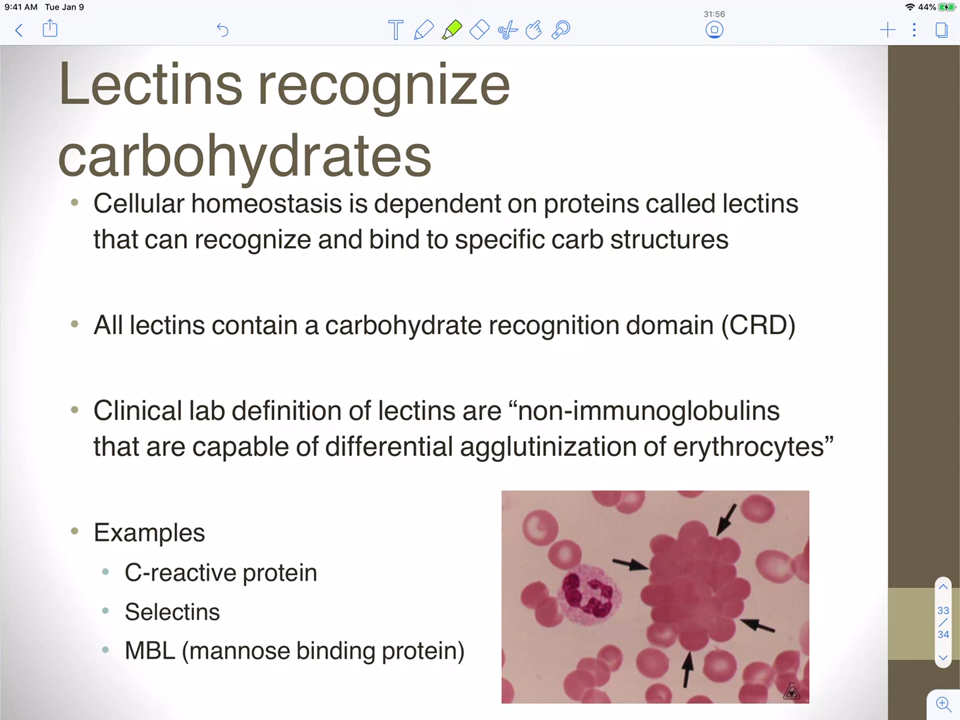 9:41 AM Tue Jan 9
44%
31:56
T
Lectins recognize
carbohydrates
• Cellular homeostasis is dependent on proteins called lectins
that can recognize and bind to specific carb structures
• All lectins contain a carbohydrate recognition domain (CRD)
• Clinical lab definition of lectins are “non-immunoglobulins
that are capable of differential agglutinization of erythrocytes”
• Examples
• C-reactive protein
• Selectins
• MBL (mannose binding protein)
33
/
34